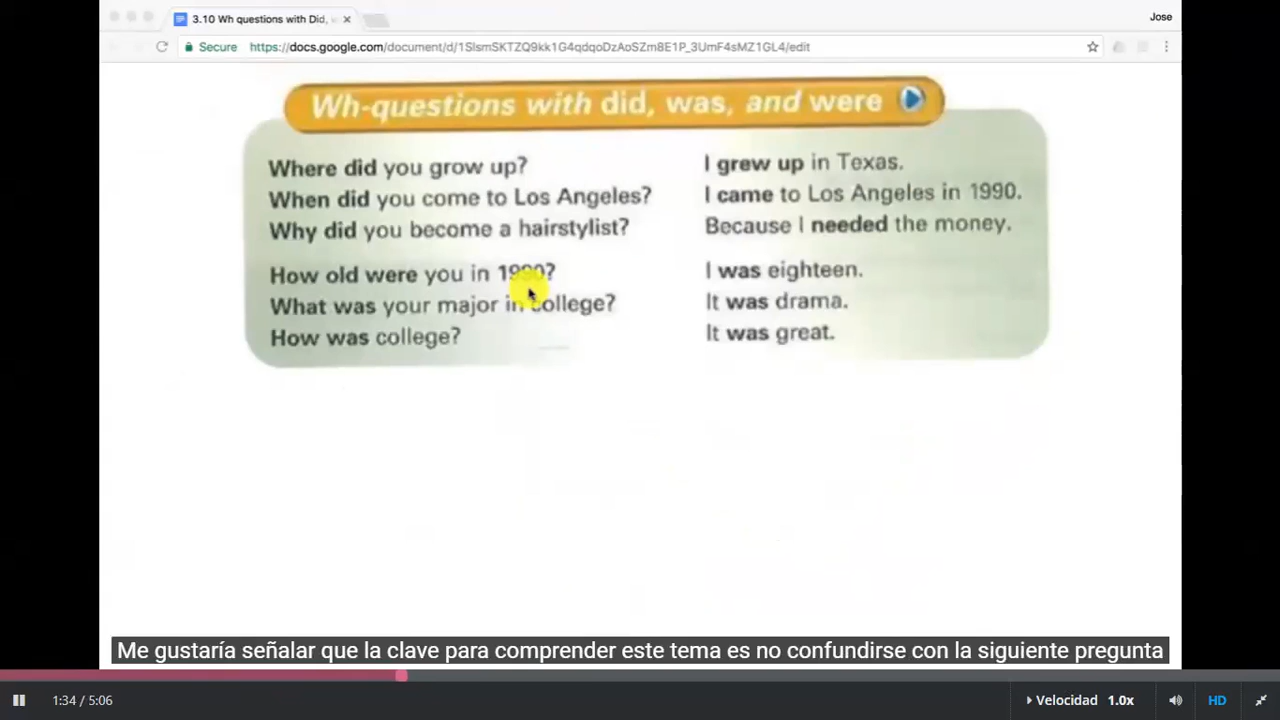 3.10 Wh questions with Did,
Jose
Secure
https://docs.google.com/document/d/1SlsmSKTZQ9kk1G4qdqoDzAoSZm8E1P_3UmF4sMZ1GL4/edit
Wh-questions with did, was, and were
Where did you grow up?
I grew up in Texas.
When did you come to Los Angeles?
I came to Los Angeles in 1990.
Why did you become a hairstylist?
Because I needed the money.
How old were you in 1990?
I was eighteen.
What was your major in college?
It was drama.
How was college?
It was great.
Me gustaría señalar que la clave para comprender este tema es no confundirse con la siguiente pregunta
1:34 / 5:06
Velocidad 1.0x
HD